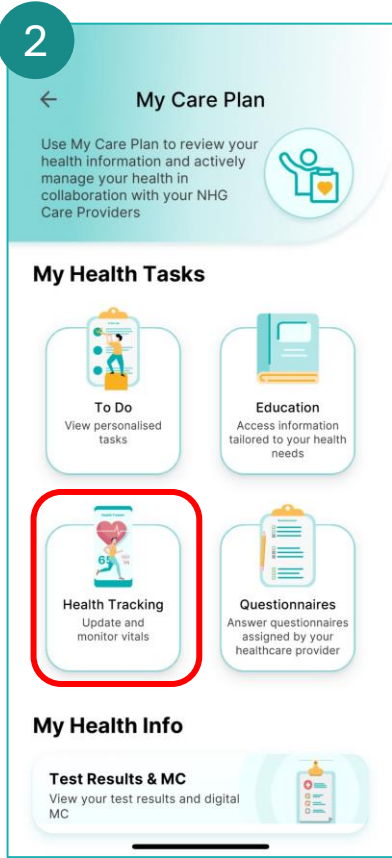 2
My Care Plan
Use My Care Plan to review your
health information and actively
manage your health in
collaboration with your NHG
Care Providers
My Health Tasks
To Do
View personalised
tasks
Education
Access information
tailored to your health
needs
Health Tracking
Update and
monitor vitals
Questionnaires
Answer questionnaires
assigned by your
healthcare provider
My Health Info
Test Results & MC
View your test results and digital
MC